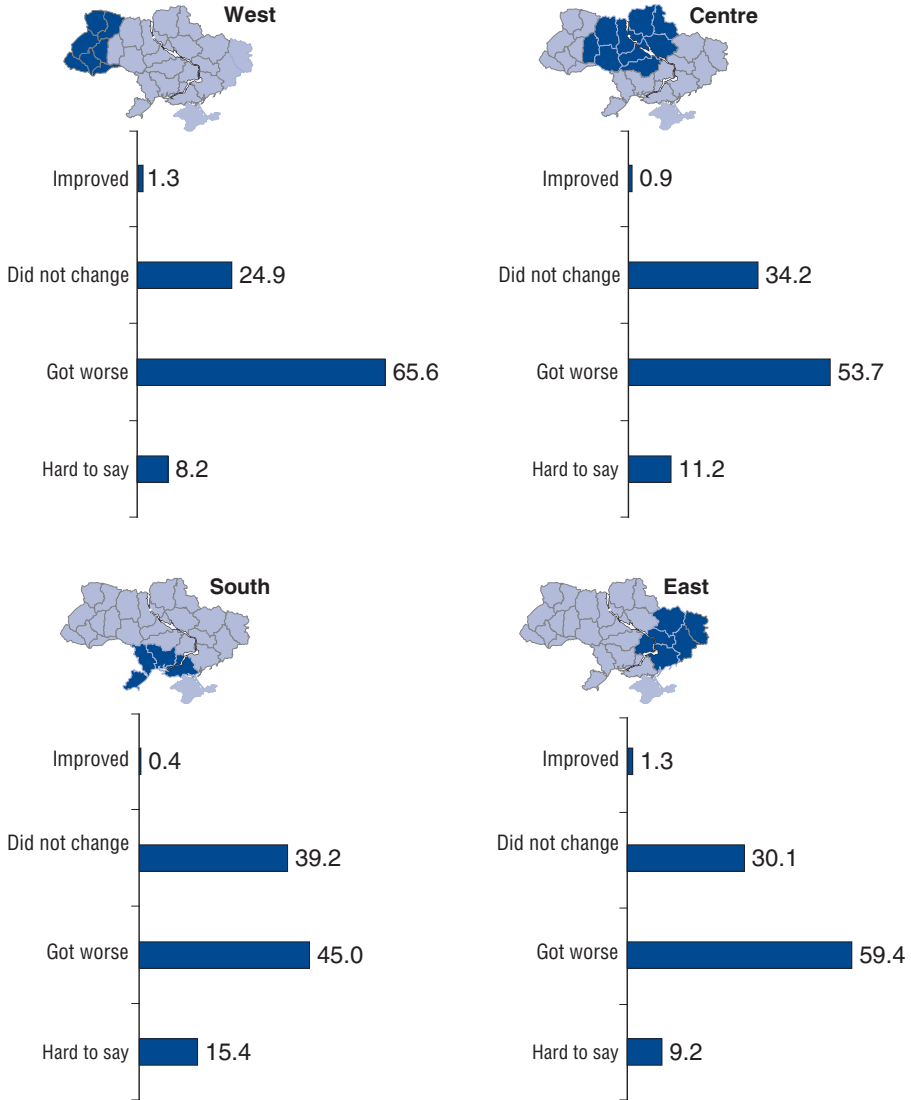 West
Improved 1.3
Did not change 24.9
Got worse 65.6
Hard to say 8.2
Centre
Improved 0.9
Did not change 34.2
Got worse 53.7
Hard to say 11.2
South
Improved 0.4
Did not change 39.2
Got worse 45.0
Hard to say 15.4
East
Improved 1.3
Did not change 30.1
Got worse 59.4
Hard to say 9.2